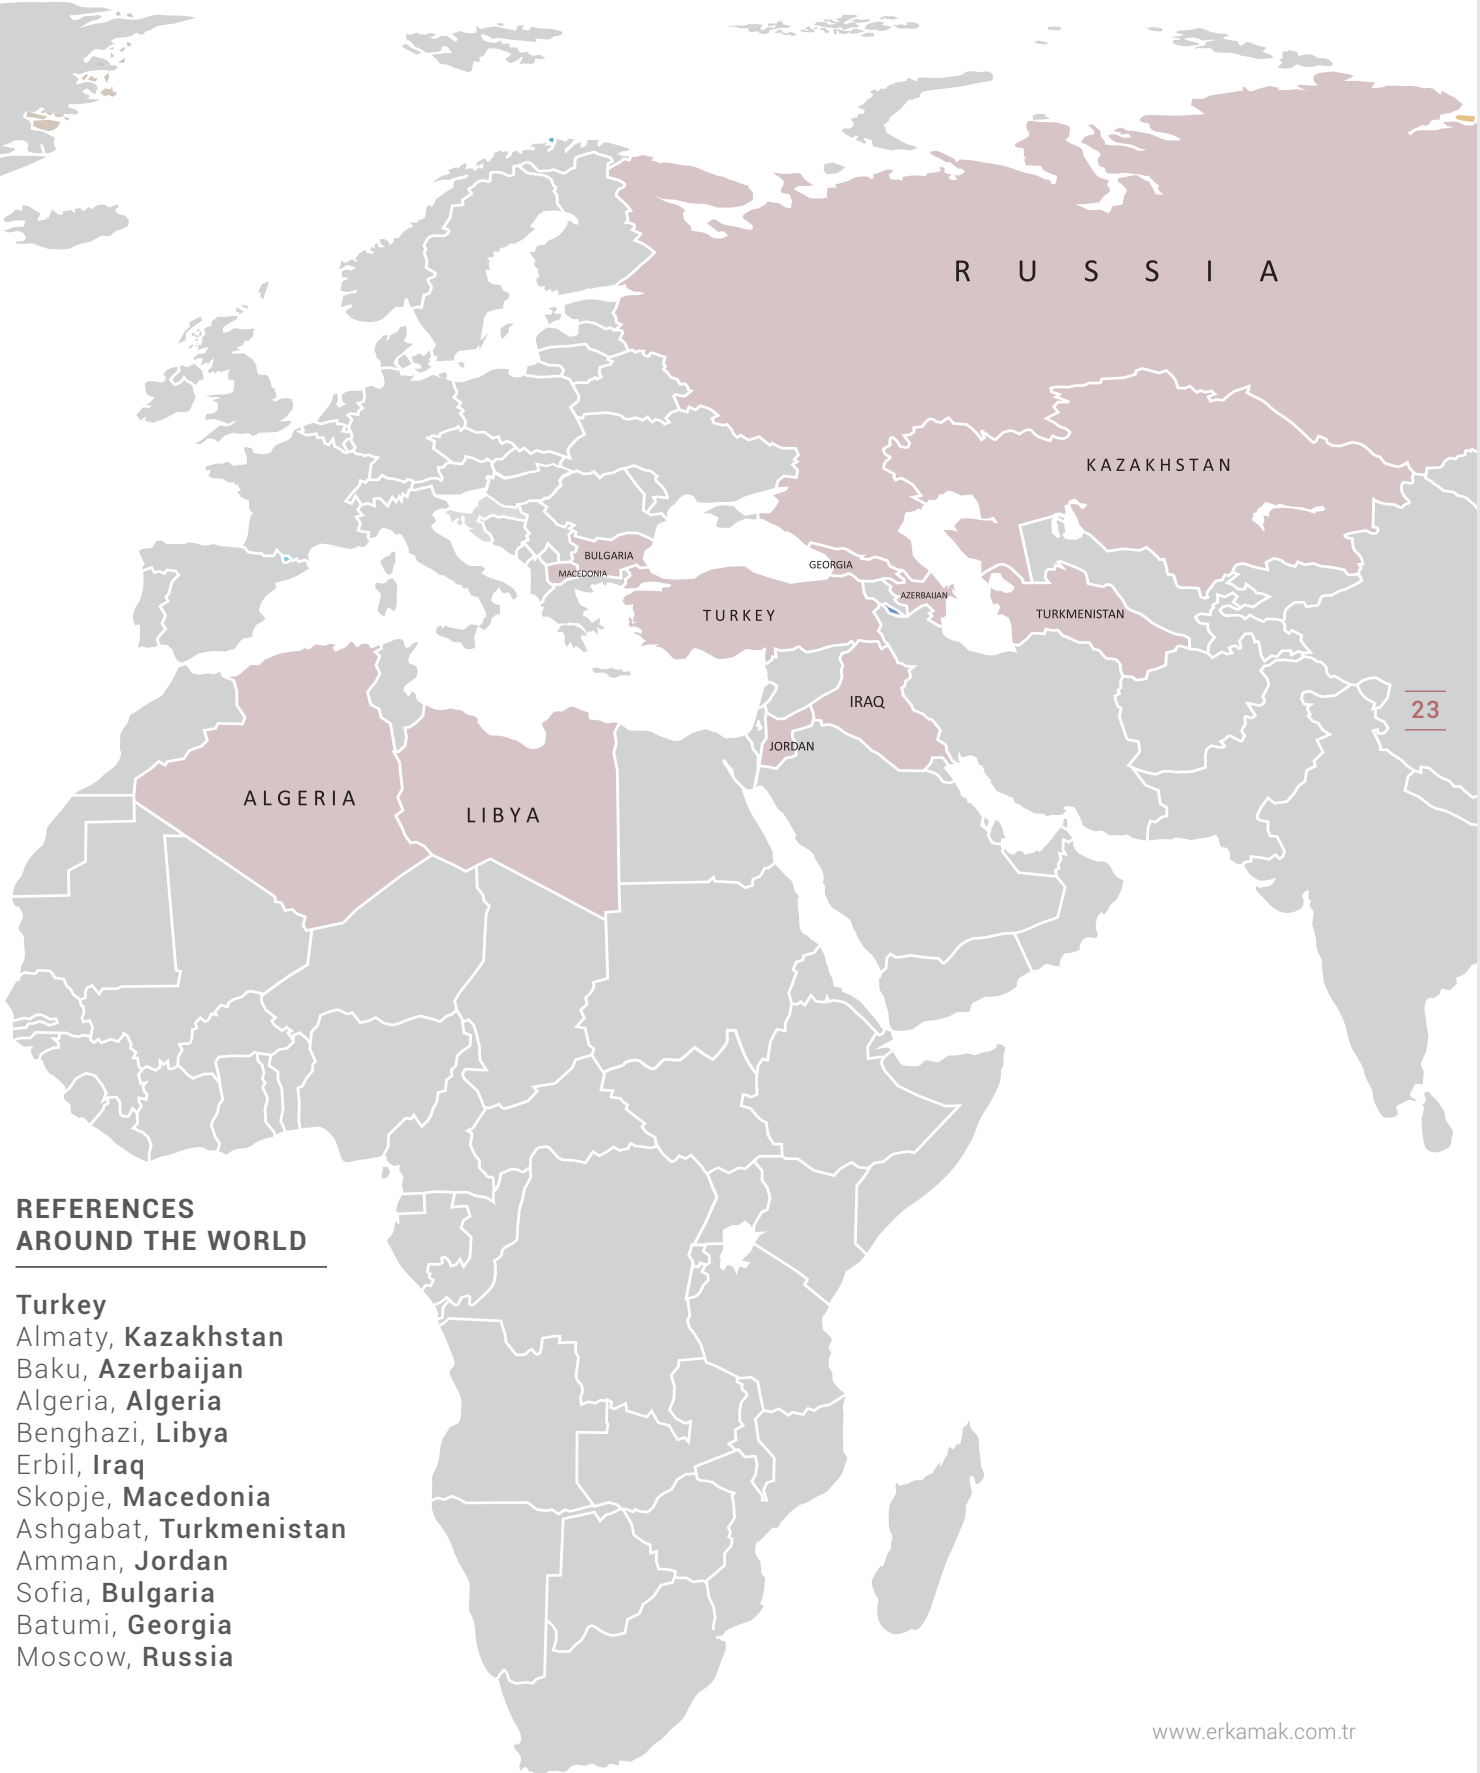 RUSSIA
KAZAKHSTAN
BULGARIA
MACEDONIA
GEORGIA
AZERBAIJAN
TURKEY
TURKMENISTAN
IRAQ
JORDAN
23
ALGERIA
LIBYA
REFERENCES
AROUND THE WORLD
Turkey
Almaty, Kazakhstan
Baku, Azerbaijan
Algeria, Algeria
Benghazi, Libya
Erbil, Iraq
Skopje, Macedonia
Ashgabat, Turkmenistan
Amman, Jordan
Sofia, Bulgaria
Batumi, Georgia
Moscow, Russia
www.erkamak.com.tr